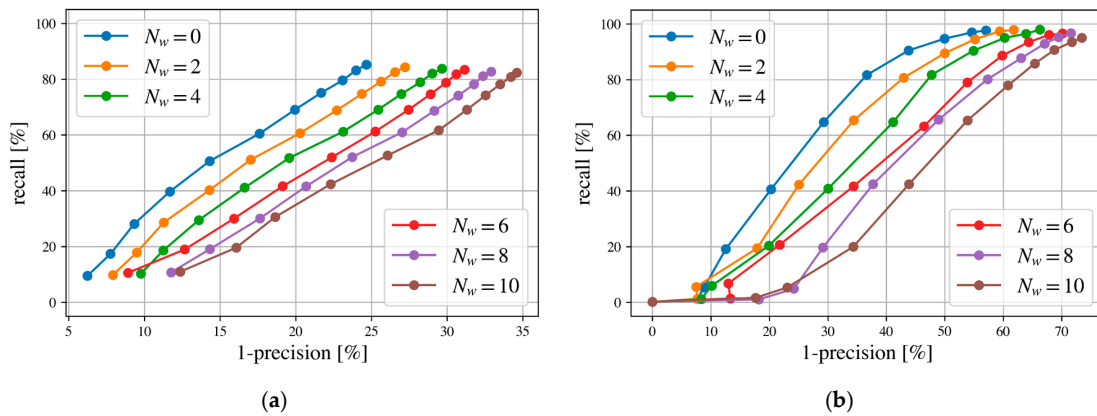 100
80
60
40
20
0
recall [%]
N_w = 0
N_w = 2
N_w = 4
N_w = 6
N_w = 8
N_w = 10
5 10 15 20 25 30 35
1-precision [%]
(a)
100
80
60
40
20
0
recall [%]
N_w = 0
N_w = 2
N_w = 4
N_w = 6
N_w = 8
N_w = 10
0 10 20 30 40 50 60 70
1-precision [%]
(b)